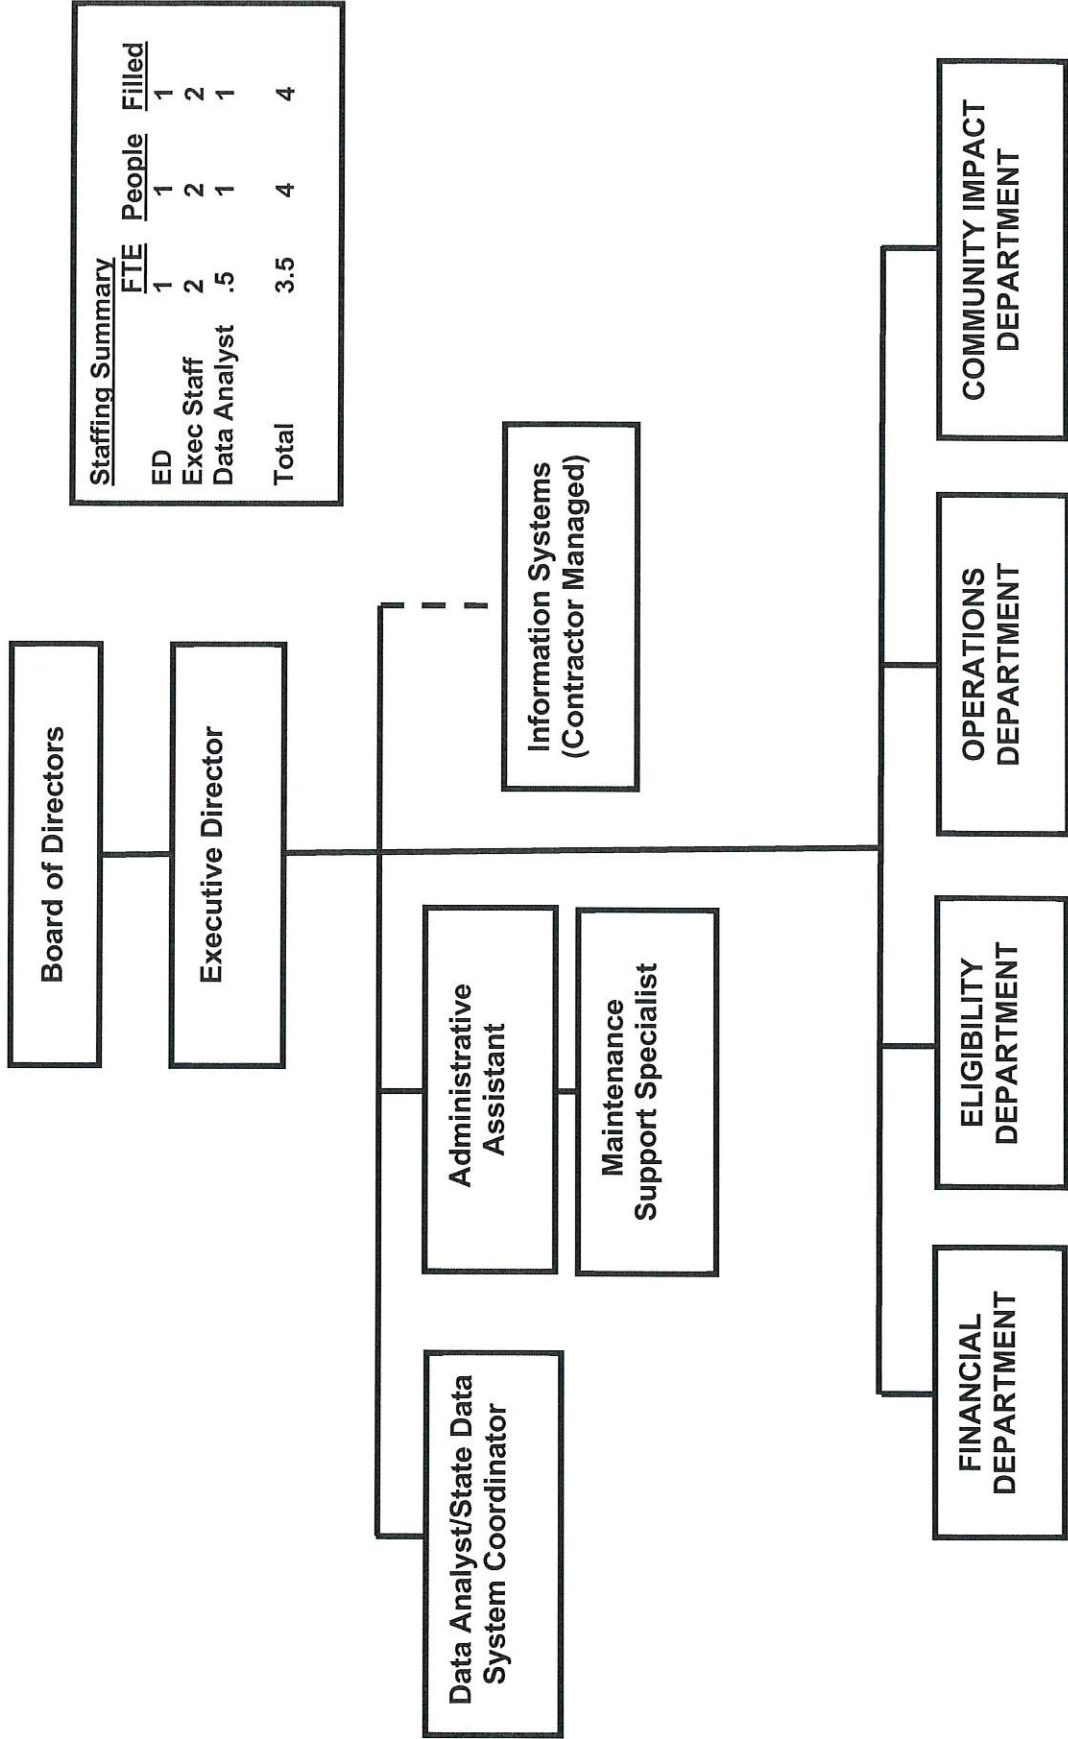 Board of Directors
Executive Director
Staffing Summary
FTE People Filled
ED 1 1 1
Exec Staff 2 2 2
Data Analyst .5 1 1
Total 3.5 4 4
Data Analyst/State Data
System Coordinator
Administrative
Assistant
Maintenance
Support Specialist
Information Systems
(Contractor Managed)
FINANCIAL
DEPARTMENT
ELIGIBILITY
DEPARTMENT
OPERATIONS
DEPARTMENT
COMMUNITY IMPACT
DEPARTMENT